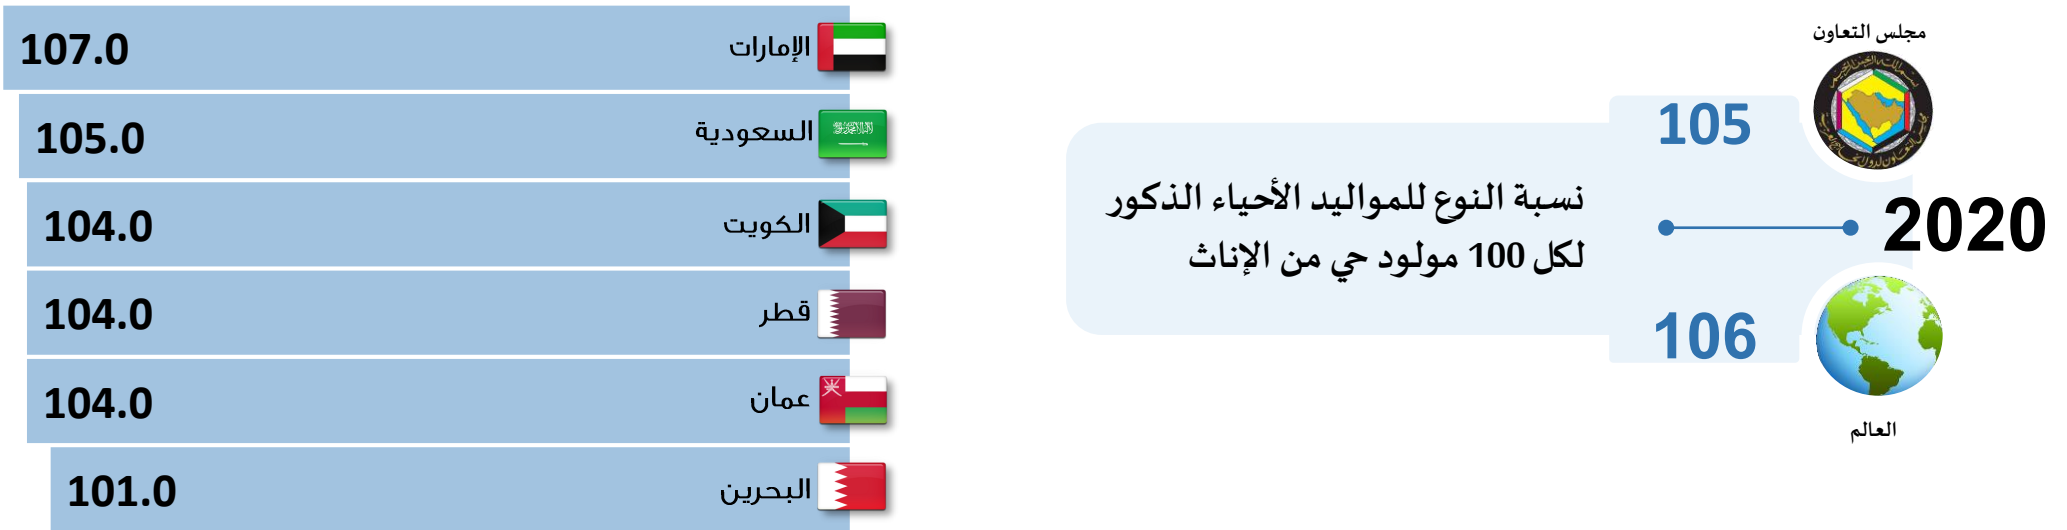 مجلس التعاون
105
2020
نسبة النوع للمواليد الأحياء الذكور
لكل 100 مولود حي من الإناث
106
العالم
الإمارات 107.0
السعودية 105.0
الكويت 104.0
قطر 104.0
عمان 104.0
البحرين 101.0